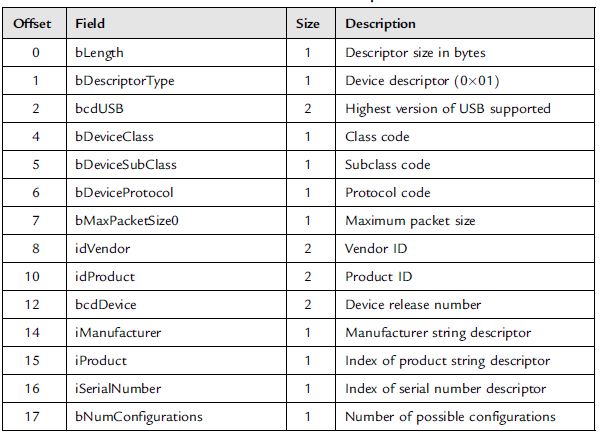 Offset Field Size Description
0 bLength 1 Descriptor size in bytes
1 bDescriptorType 1 Device descriptor (0×01)
2 bcdUSB 2 Highest version of USB supported
4 bDeviceClass 1 Class code
5 bDeviceSubClass 1 Subclass code
6 bDeviceProtocol 1 Protocol code
7 bMaxPacketSize0 1 Maximum packet size
8 idVendor 2 Vendor ID
10 idProduct 2 Product ID
12 bcdDevice 2 Device release number
14 iManufacturer 1 Manufacturer string descriptor
15 iProduct 1 Index of product string descriptor
16 iSerialNumber 1 Index of serial number descriptor
17 bNumConfigurations 1 Number of possible configurations